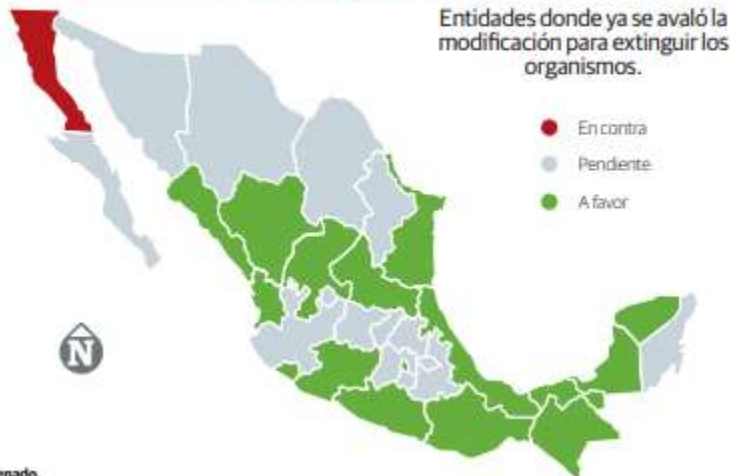 Entidades donde ya se avaló la
modificación para extinguir los
organismos.
En contra
Pendiente
A favor
N